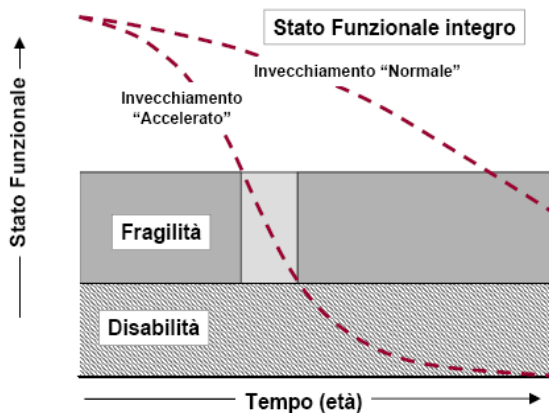 Stato Funzionale integro
Invecchiamento “Normale”
Invecchiamento
“Accelerato”
Stato Funzionale
Fragilità
Disabilità
Tempo (età)